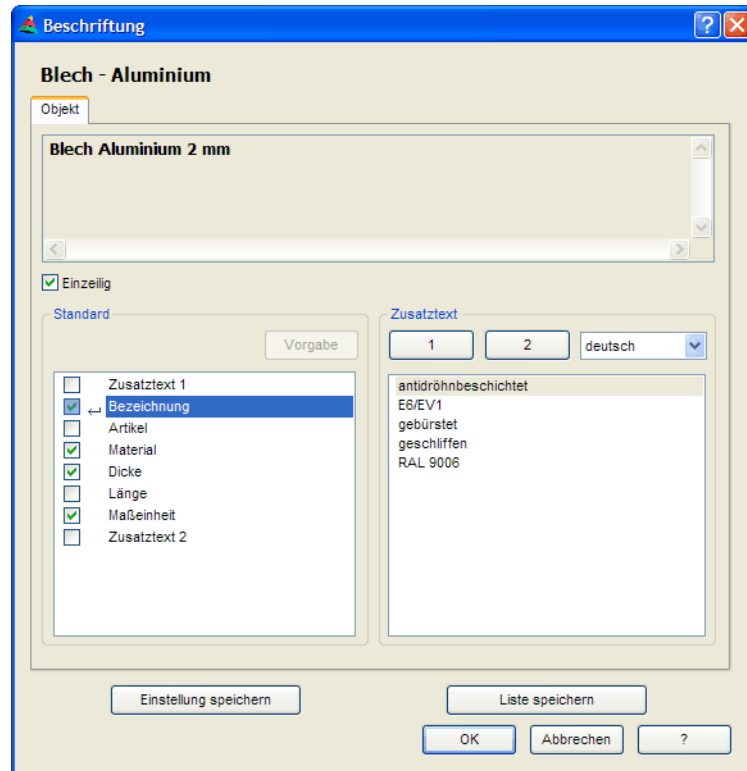 Beschriftung
Blech - Aluminium
Objekt
Blech Aluminium 2 mm
Einzeilig
Standard
Vorgabe
Zusatztext 1
Bezeichnung
Artikel
Material
Dicke
Länge
Maßeinheit
Zusatztext 2
Zusatztext
1 2 deutsch
antidröhnbeschichtet
E6/EV1
gebürstet
geschliffen
RAL 9006
Einstellung speichern
Liste speichern
OK Abbrechen ?